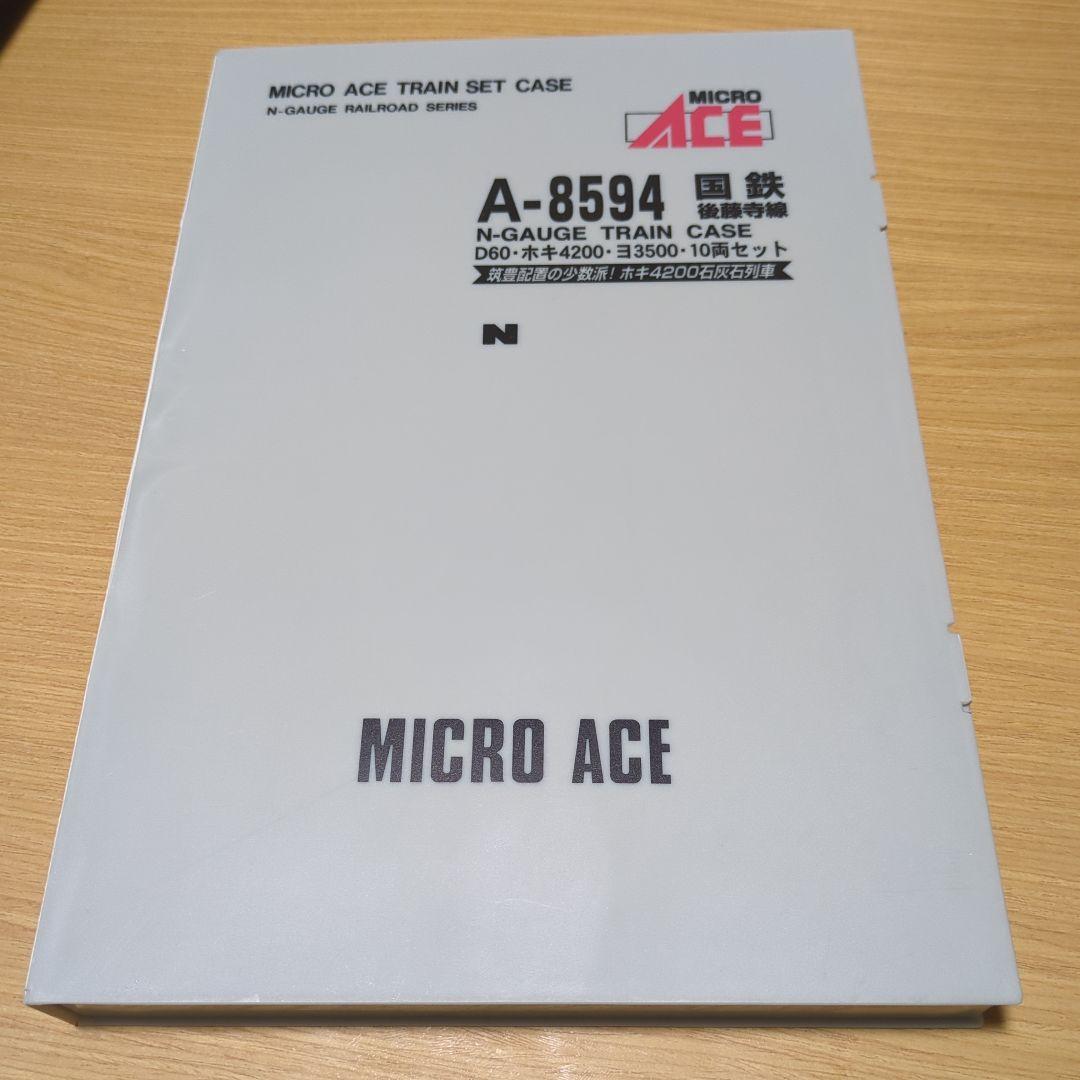 MICRO ACE TRAIN SET CASE
N-GAUGE RAILROAD SERIES
MICRO
ACE
A-8594 国鉄
後藤寺線
N-GAUGE TRAIN CASE
D60・ホキ4200・ヨ3500・10両セット
筑豊配置の少数派!ホキ4200石灰石列車
N
MICRO ACE